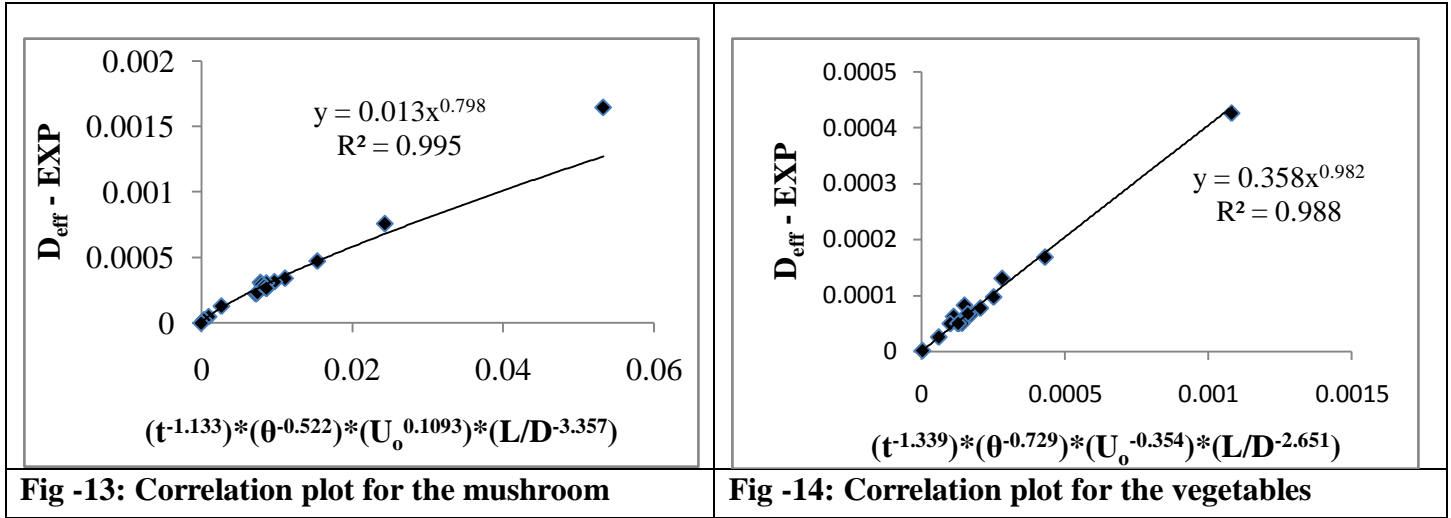 0.002
0.0015
0.001
0.0005
0
0
0.02
0.04
0.06
D_eff - EXP
y = 0.013x^0.798
R² = 0.995
(t^-1.133)*(θ^-0.522)*(U_o^0.1093)*(L/D^-3.357)
Fig -13: Correlation plot for the mushroom
0.0005
0.0004
0.0003
0.0002
0.0001
0
0
0.0005
0.001
0.0015
D_eff - EXP
y = 0.358x^0.982
R² = 0.988
(t^-1.339)*(θ^-0.729)*(U_o^-0.354)*(L/D^-2.651)
Fig -14: Correlation plot for the vegetables